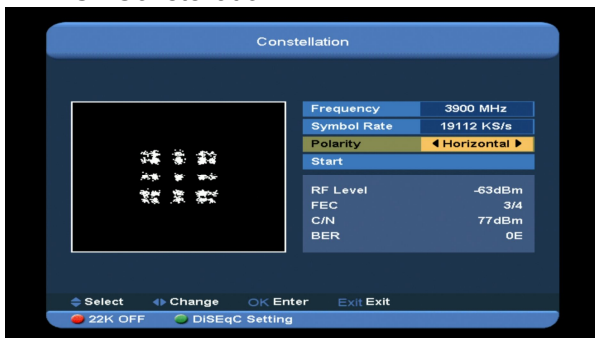 Constellation
Frequency 3900 MHz
Symbol Rate 19112 KS/s
Polarity Horizontal
Start
RF Level -63dBm
FEC 3/4
C/N 77dBm
BER 0E
Select Change OK Enter Exit Exit
22K OFF DiSEqC Setting